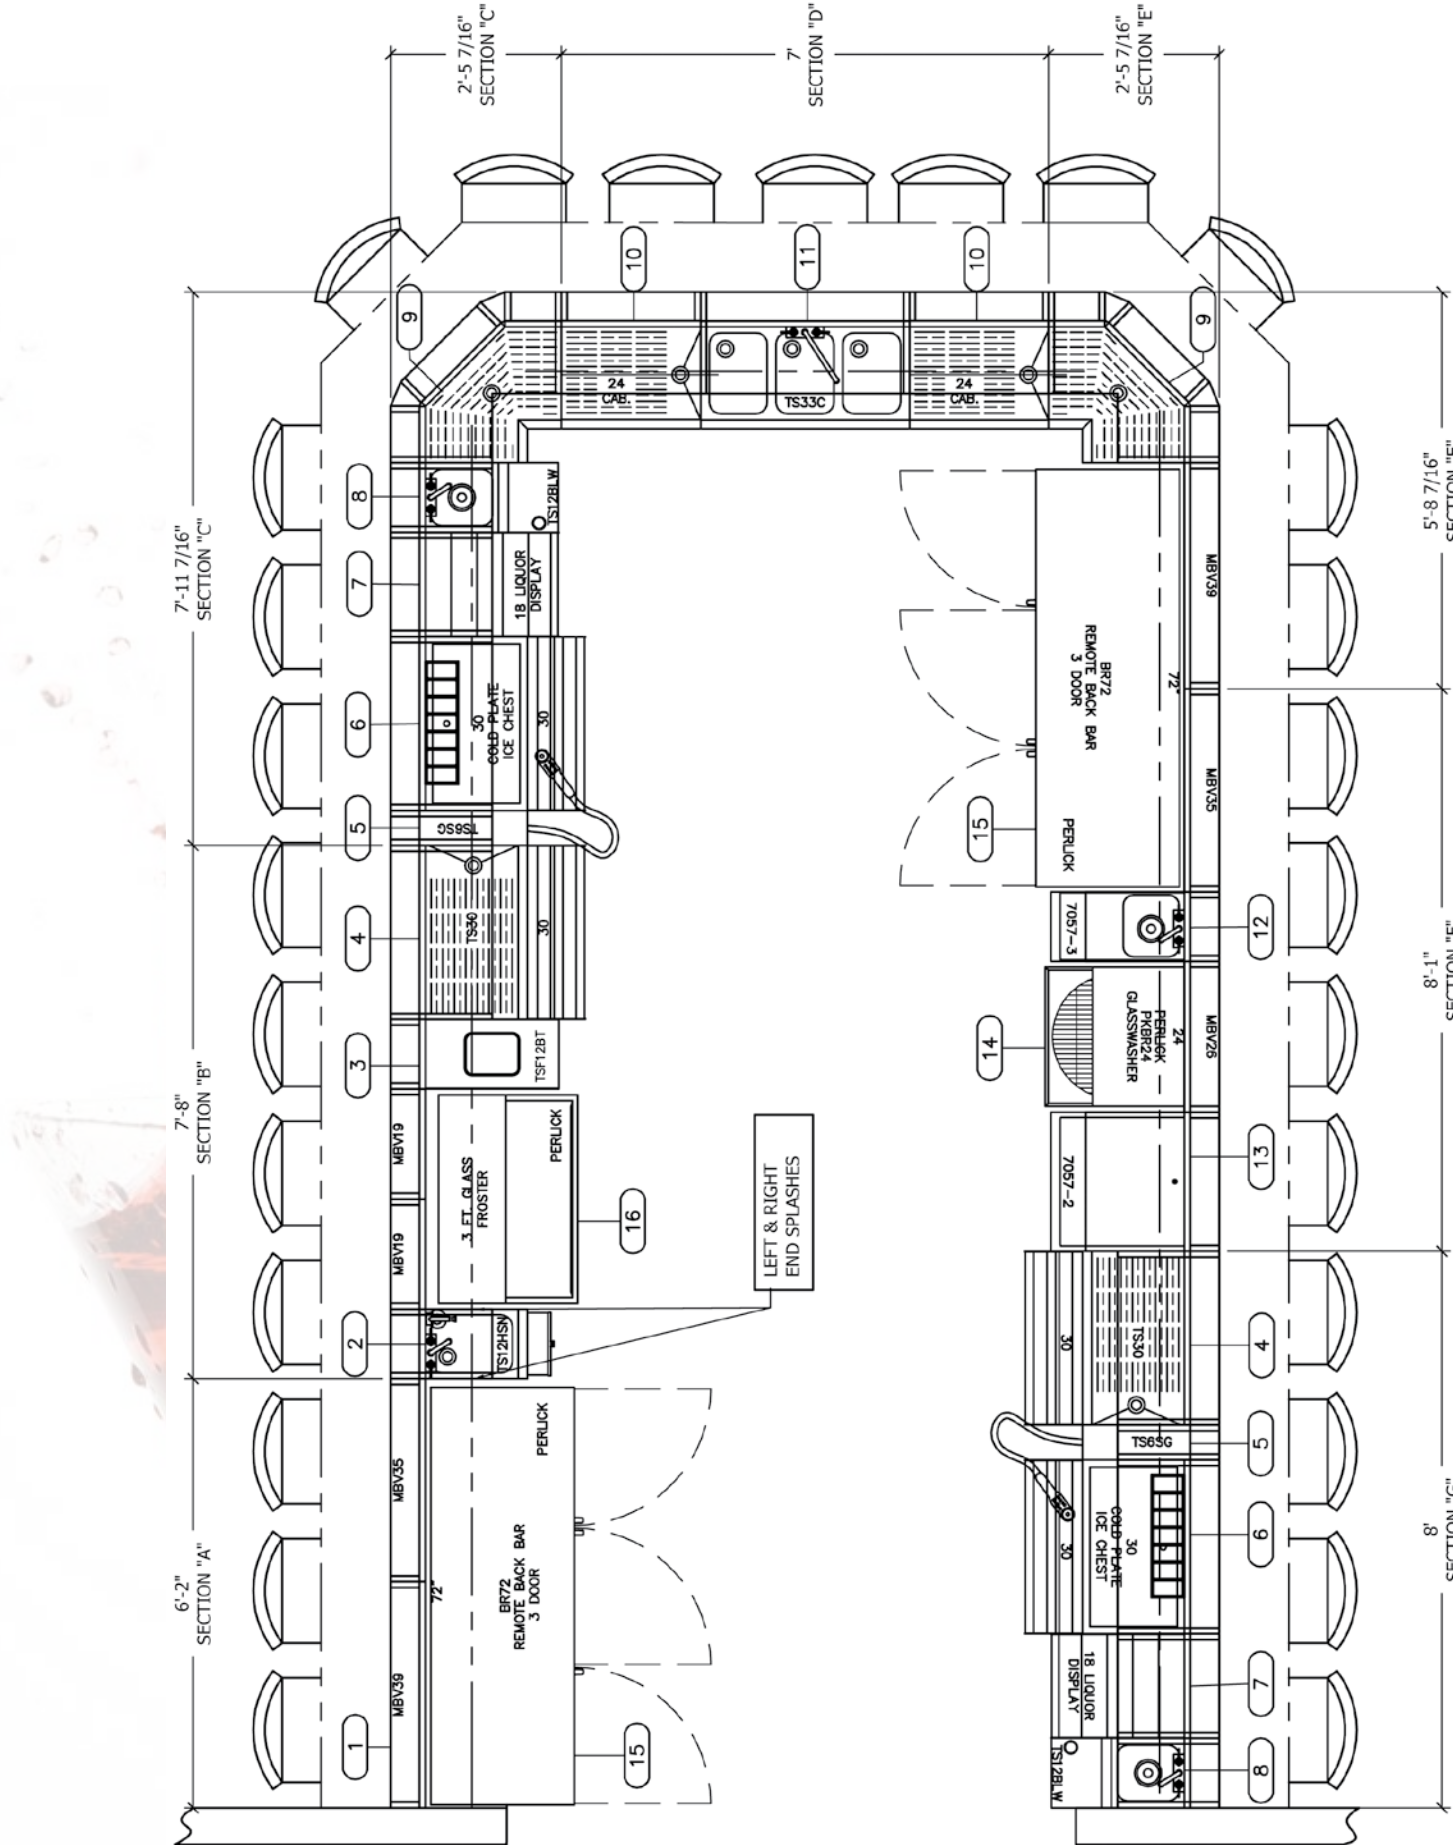 2'-5 7/16"
SECTION "C"
7'
SECTION "D"
2'-5 7/16"
SECTION "E"
10
11
10
9
9
24
CAB.
TS33C
24
CAB.
7'-11 7/16"
SECTION "C"
8
TS12BLW
7
18 LIQUOR
DISPLAY
6
30
COLD PLATE
ICE CHEST
30
5
TS6SG
7'-8"
SECTION "B"
4
TS30
30
3
TSF12BT
MBV19
MBV19
3 FT. GLASS
FROSTER
PERLICK
16
2
TS12HSN
LEFT & RIGHT
END SPLASHES
6'-2"
SECTION "A"
MBV35
MBV39
1
72"
BR72
REMOTE BACK BAR
3 DOOR
PERLICK
15
5'-8 7/16"
SECTION "E"
MBV39
MBV35
72"
BR72
REMOTE BACK BAR
3 DOOR
PERLICK
15
8'-1"
SECTION "F"
12
7057-3
14
MBV26
24
PERLICK
PKBR24
GLASSWASHER
13
7057-2
8'
SECTION "G"
4
TS30
30
5
TS6SG
6
30
COLD PLATE
ICE CHEST
30
7
18 LIQUOR
DISPLAY
8
TS12BLW